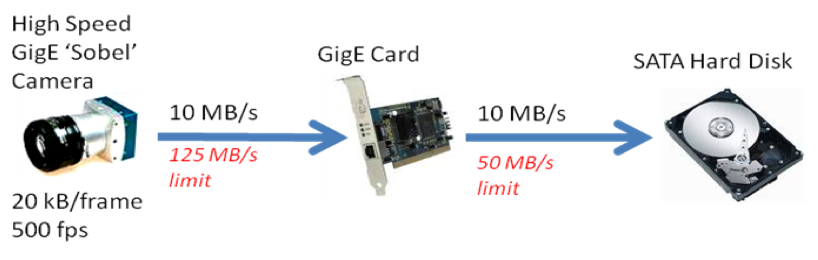 High Speed
GigE ‘Sobel’
Camera
GigE Card
SATA Hard Disk
10 MB/s
125 MB/s
limit
10 MB/s
50 MB/s
limit
20 kB/frame
500 fps